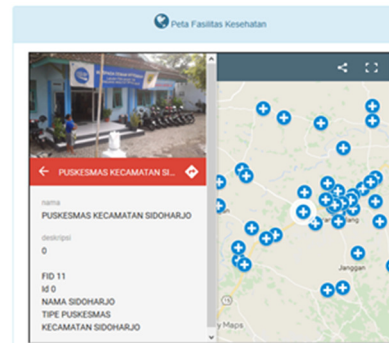 Peta Fasilitas Kesehatan
PUSKESMAS KECAMATAN SI...
nama
PUSKESMAS KECAMATAN SIDOHARJO
deskripsi
0
FID 11
Id 0
NAMA SIDOHARJO
TIPE PUSKESMAS
KECAMATAN SIDOHARJO
Janggan
y Maps